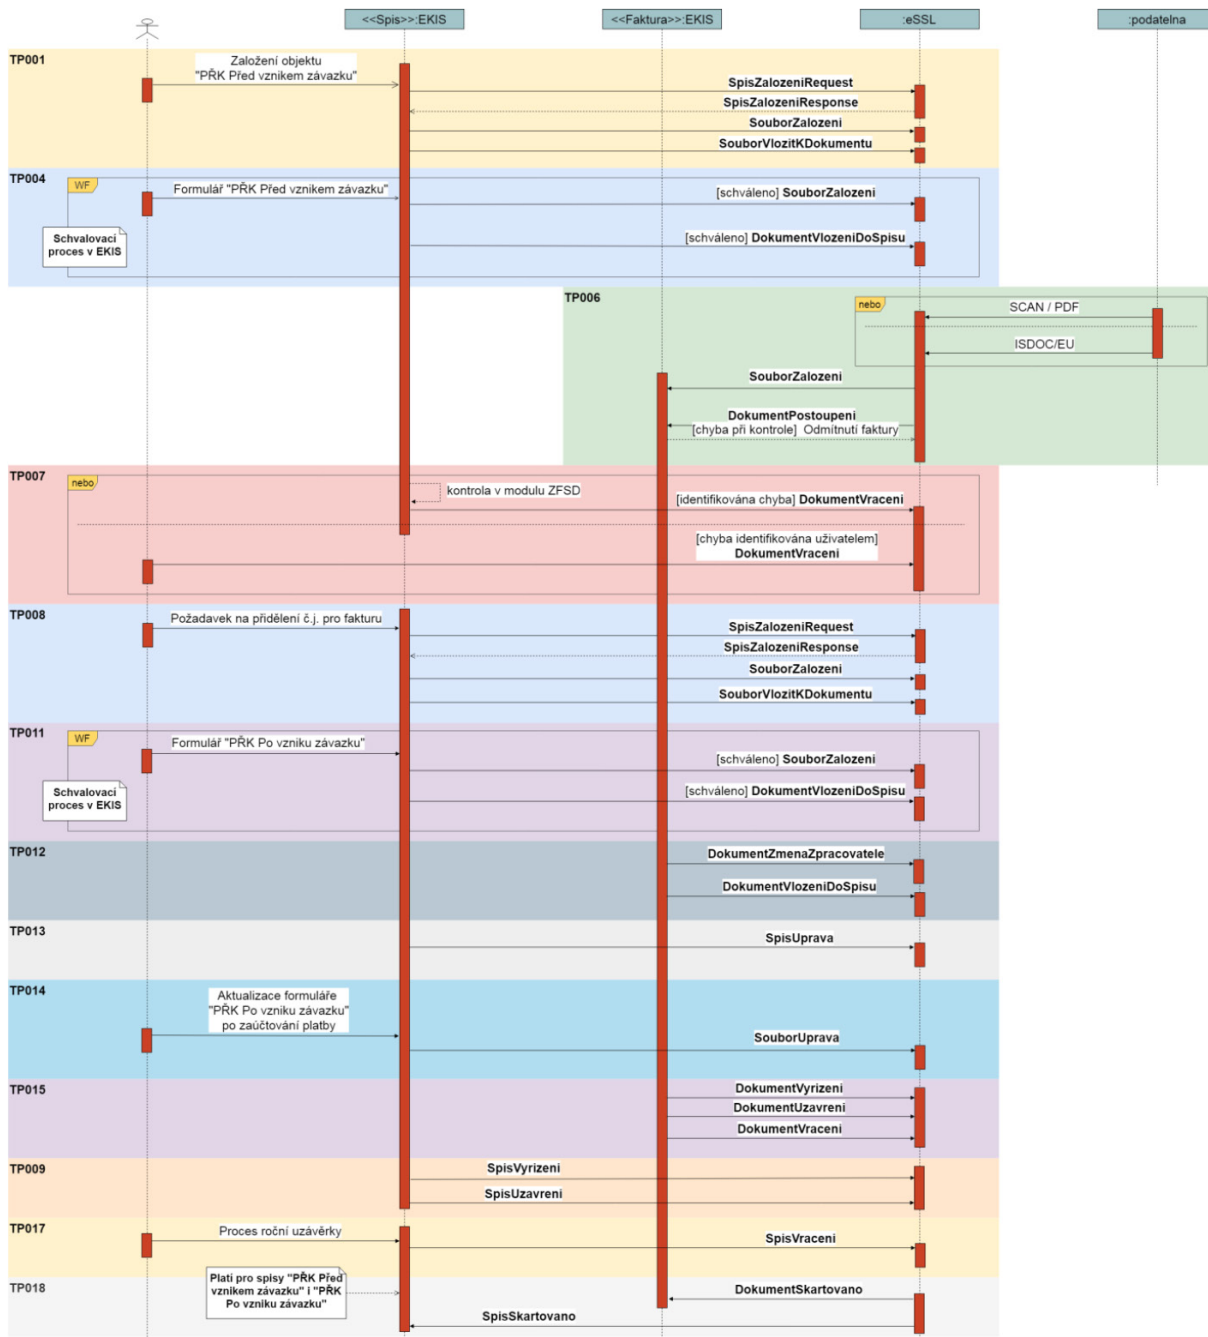 <<Spis>>:EKIS
<<Faktura>>:EKIS
:eSSL
:podatelna
TP001
Založení objektu
"PŘK Před vznikem závazku"
SpisZalozeniRequest
SpisZalozeniResponse
SouborZalozeni
SouborVlozitKDokumentu
TP004
WF
Formulář "PŘK Před vznikem závazku"
[schváleno] SouborZalozeni
Schvalovací
proces v EKIS
[schváleno] DokumentVlozeniDoSpisu
TP006
nebo
SCAN / PDF
ISDOC/EU
SouborZalozeni
DokumentPostoupeni
[chyba při kontrole] Odmítnutí faktury
TP007
nebo
kontrola v modulu ZFSD
[identifikována chyba] DokumentVraceni
[chyba identifikována uživatelem]
DokumentVraceni
TP008
Požadavek na přidělení č.j. pro fakturu
SpisZalozeniRequest
SpisZalozeniResponse
SouborZalozeni
SouborVlozitKDokumentu
TP011
WF
Formulář "PŘK Po vzniku závazku"
[schváleno] SouborZalozeni
Schvalovací
proces v EKIS
[schváleno] DokumentVlozeniDoSpisu
TP012
DokumentZmenaZpracovatele
DokumentVlozeniDoSpisu
TP013
SpisUprava
TP014
Aktualizace formuláře
"PŘK Po vzniku závazku"
po zaúčtování platby
SouborUprava
TP015
DokumentVyrizeni
DokumentUzavreni
DokumentVraceni
TP009
SpisVyrizeni
SpisUzavreni
TP017
Proces roční uzávěrky
SpisVraceni
TP018
Platí pro spisy "PŘK Před
vznikem závazku" i "PŘK
Po vzniku závazku"
DokumentSkartovano
SpisSkartovano